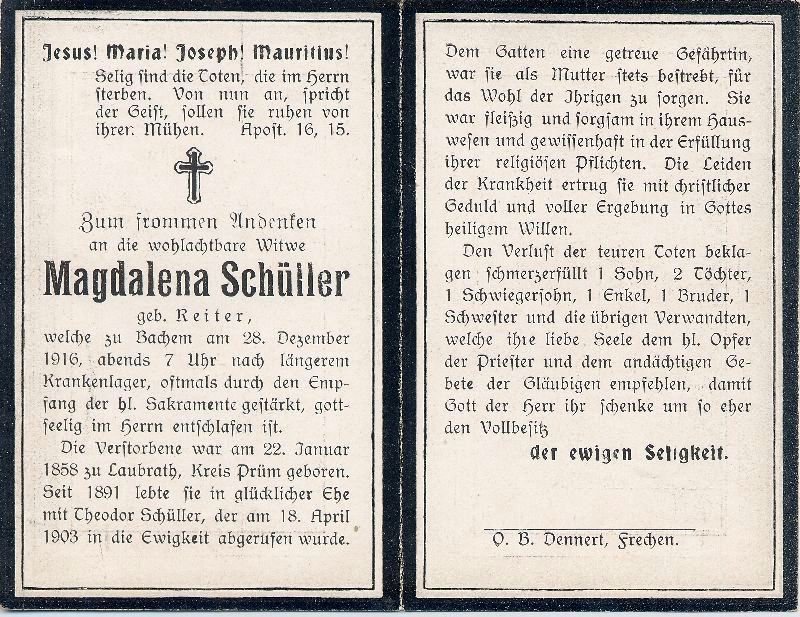 Jesus! Maria! Joseph! Mauritius!
Selig sind die Toten, die im Herrn
sterben. Von nun an, spricht
der Geist, sollen sie ruhen von
ihren Mühen. Apost. 16, 15.
Zum frommen Andenken
an die wohlachtbare Witwe
Magdalena Schüller
geb. Reiter,
welche zu Bachem am 28. Dezember
1916, abends 7 Uhr nach längerem
Krankenlager, oftmals durch den Emp-
fang der hl. Sakramente gestärkt, gott-
seelig im Herrn entschlafen ist.
Die Verstorbene war am 22. Januar
1858 zu Laubrath, Kreis Prüm geboren.
Seit 1891 lebte sie in glücklicher Ehe
mit Theodor Schüller, der am 18. April
1903 in die Ewigkeit abgerufen wurde.
Dem Gatten eine getreue Gefährtin,
war sie als Mutter stets bestrebt, für
das Wohl der Ihrigen zu sorgen. Sie
war fleißig und sorgsam in ihrem Haus-
wesen und gewissenhaft in der Erfüllung
ihrer religiösen Pflichten. Die Leiden
der Krankheit ertrug sie mit christlicher
Geduld und voller Ergebung in Gottes
heiligem Willen.
Den Verlust der teuren Toten bekla-
gen schmerzerfüllt 1 Sohn, 2 Töchter,
1 Schwiegersohn, 1 Enkel, 1 Bruder, 1
Schwester und die übrigen Verwandten,
welche ihre liebe Seele dem hl. Opfer
der Priester und dem andächtigen Ge-
bete der Gläubigen empfehlen, damit
Gott der Herr ihr schenke um so eher
den Vollbesitz
der ewigen Seligkeit.
O. B. Dennert, Frechen.